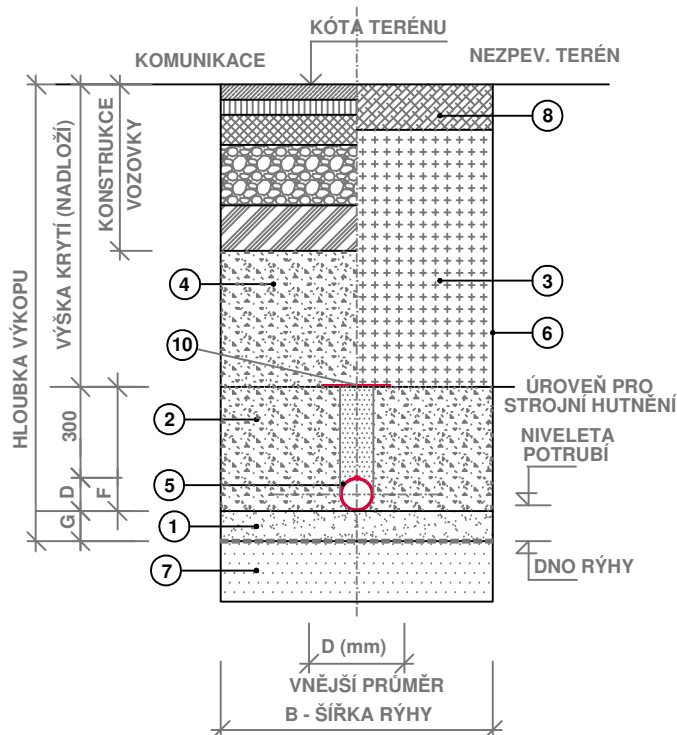 KÓTA TERÉNU
KOMUNIKACE
NEZPEV. TERÉN
HLOUBKA VÝKOPU
VÝŠKA KRYTÍ (NADLOŽÍ)
KONSTRUKCE
VOZOVKY
8
4
3
6
10
ÚROVEŇ PRO
STROJNÍ HUTNĚNÍ
300
2
NIVELETA
POTRUBÍ
D
F
5
G
1
7
DNO RÝHY
D (mm)
VNĚJŠÍ PRŮMĚR
B - ŠÍŘKA RÝHY